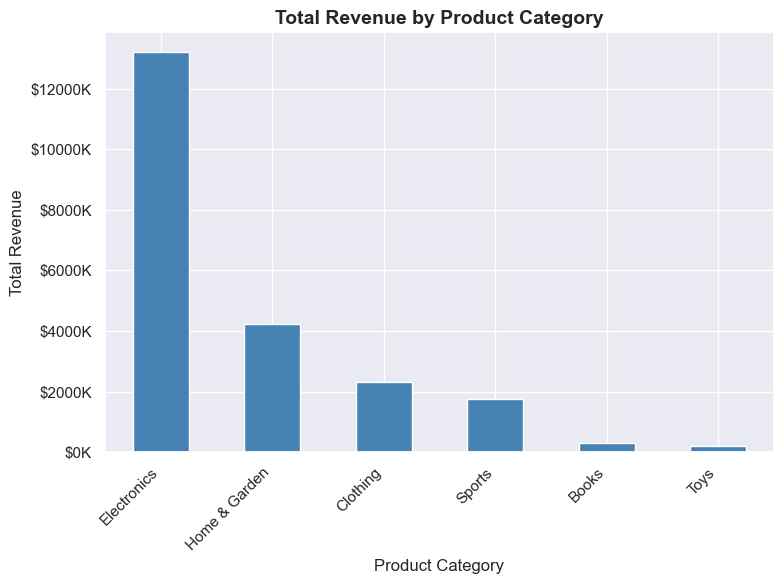 Total Revenue by Product Category
Total Revenue
$12000K
$10000K
$8000K
$6000K
$4000K
$2000K
$0K
Electronics
Home & Garden
Clothing
Sports
Books
Toys
Product Category